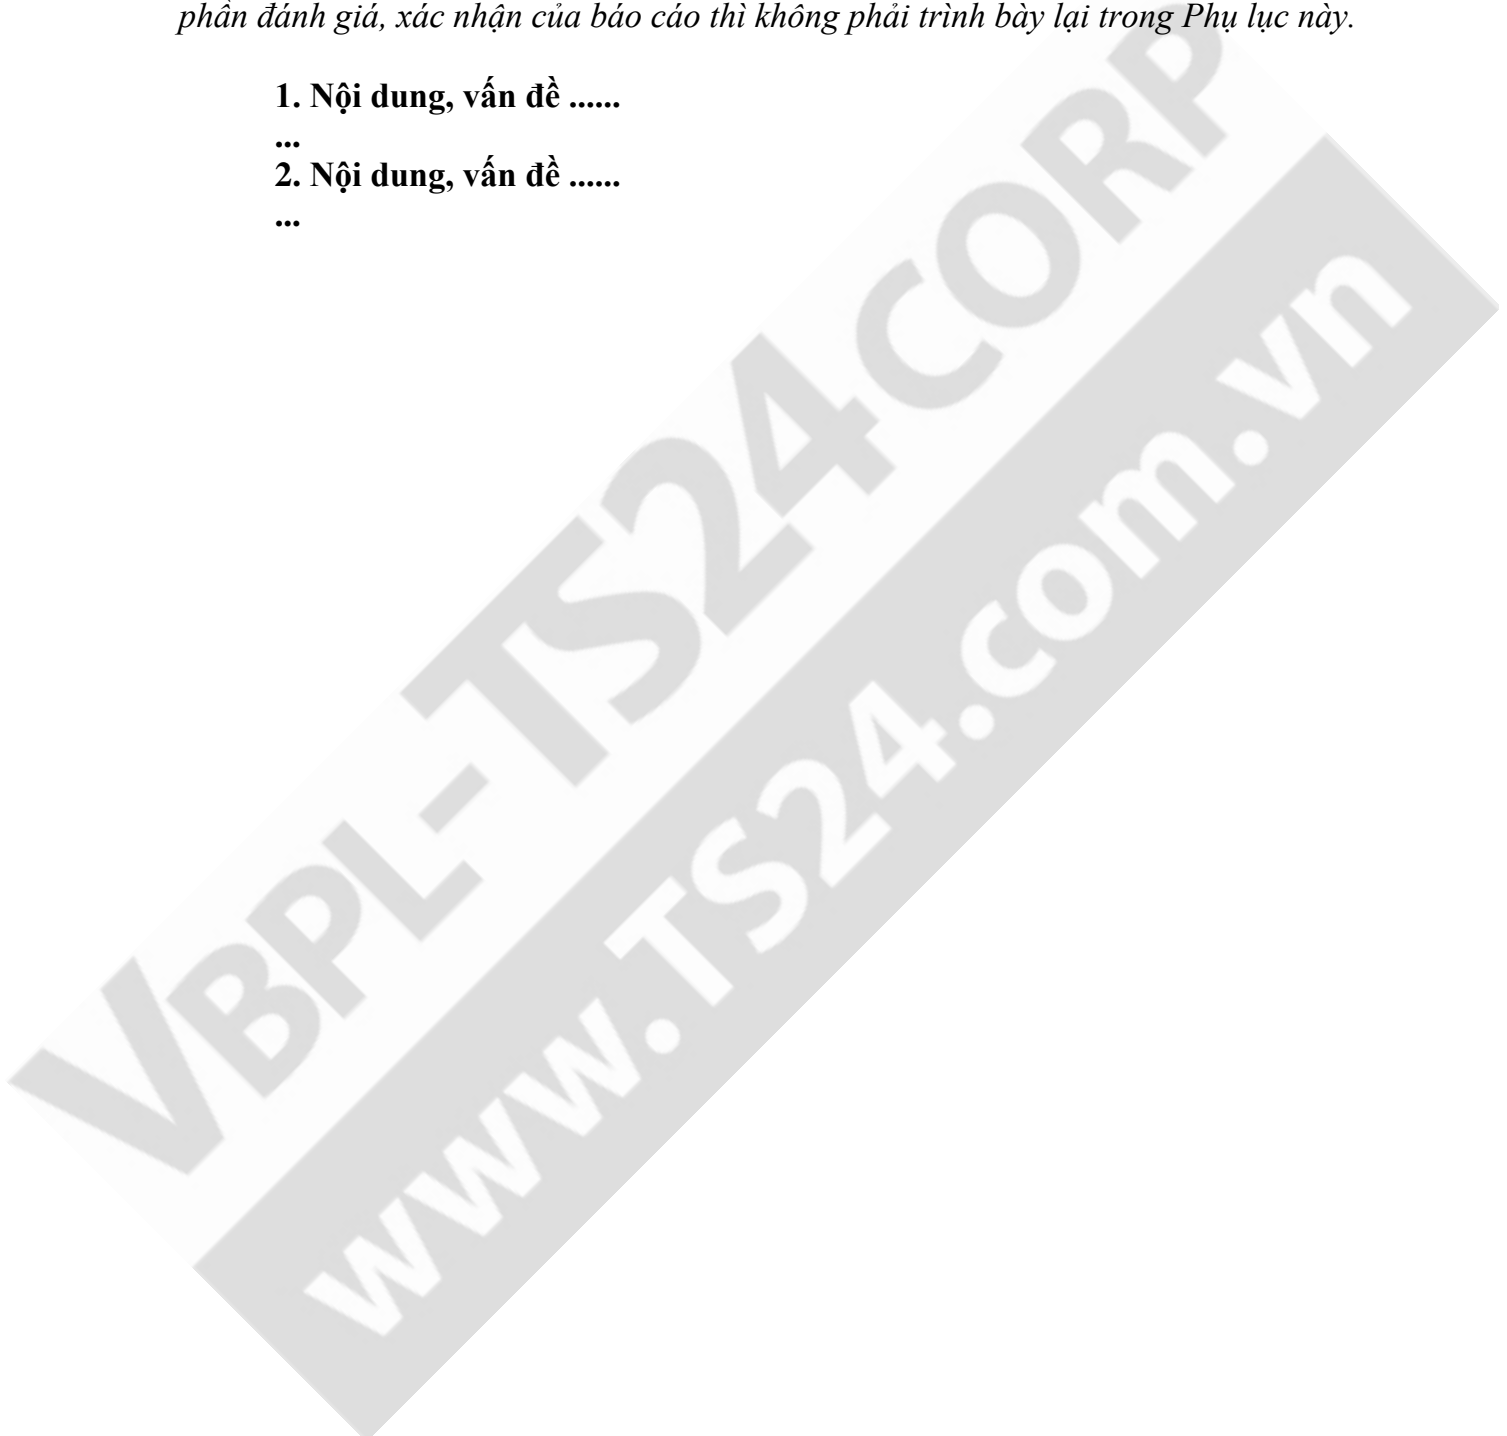 phần đánh giá, xác nhận của báo cáo thì không phải trình bày lại trong Phụ lục này.
1. Nội dung, vấn đề ......
...
2. Nội dung, vấn đề ......
...
VBPL-TS24CORP
www.TS24.com.vn